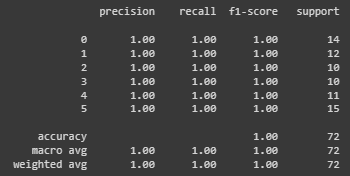 precision recall f1-score support
0 1.00 1.00 1.00 14
1 1.00 1.00 1.00 12
2 1.00 1.00 1.00 10
3 1.00 1.00 1.00 10
4 1.00 1.00 1.00 11
5 1.00 1.00 1.00 15
accuracy 1.00 72
macro avg 1.00 1.00 1.00 72
weighted avg 1.00 1.00 1.00 72